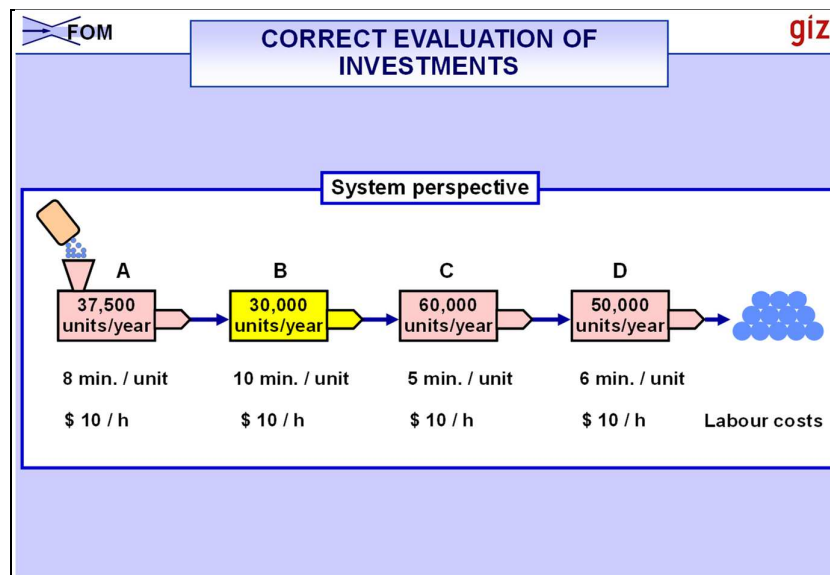 FOM
CORRECT EVALUATION OF
INVESTMENTS
giz
System perspective
A B C D
37,500 30,000 60,000 50,000
units/year units/year units/year units/year
8 min. / unit 10 min. / unit 5 min. / unit 6 min. / unit
$ 10 / h $ 10 / h $ 10 / h $ 10 / h Labour costs